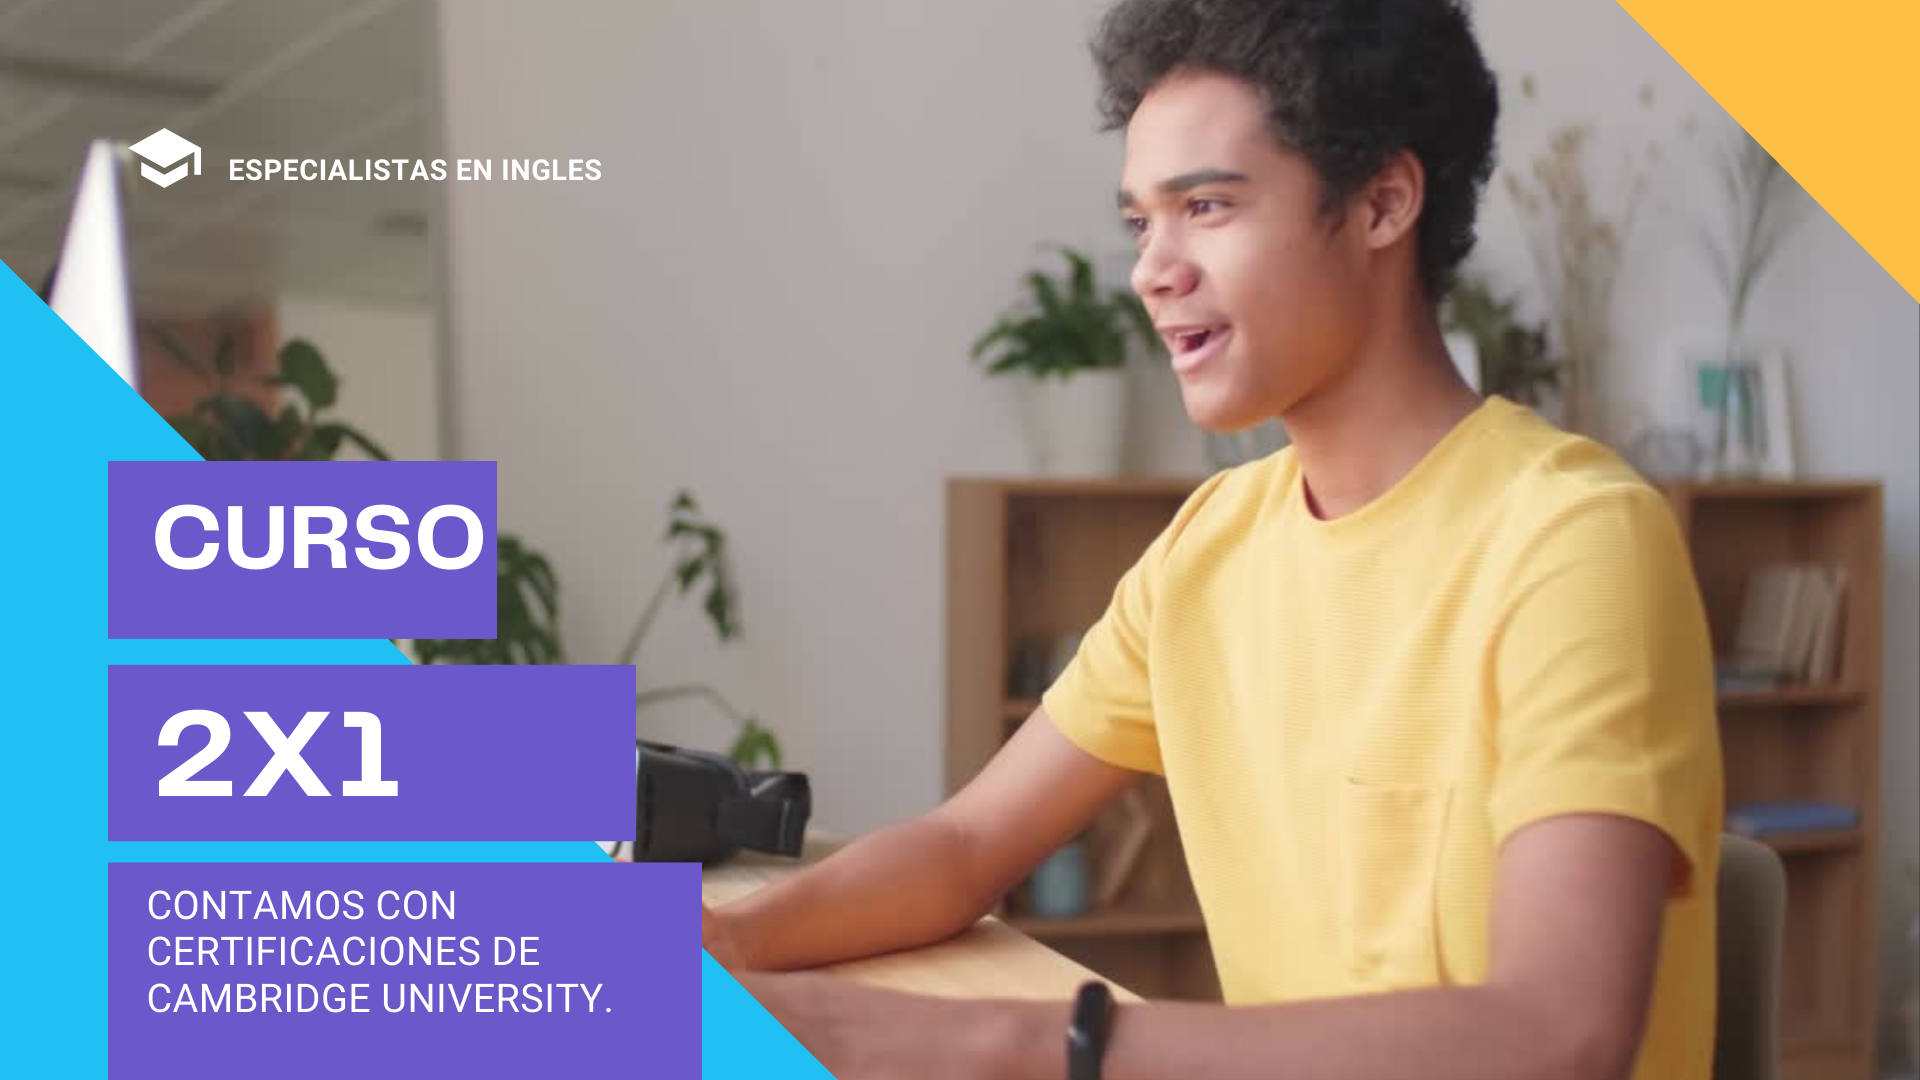 ESPECIALISTAS EN INGLES
CURSO
2X1
CONTAMOS CON
CERTIFICACIONES DE
CAMBRIDGE UNIVERSITY.